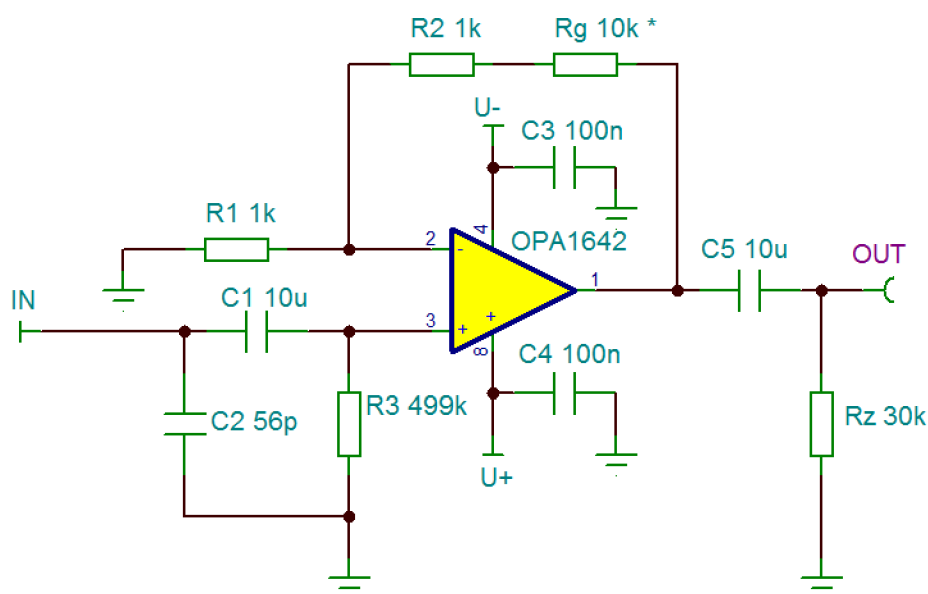 R2 1k
Rg 10k *
U-
C3 100n
R1 1k
4
2
-
OPA1642
C5 10u
OUT
IN
C1 10u
1
3
+
+
8
C4 100n
R3 499k
C2 56p
Rz 30k
U+